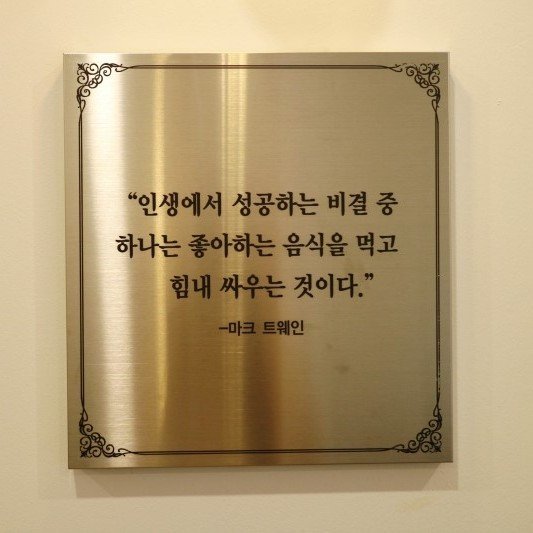 “인생에서 성공하는 비결 중
하나는 좋아하는 음식을 먹고
힘내 싸우는 것이다.”
–마크 트웨인